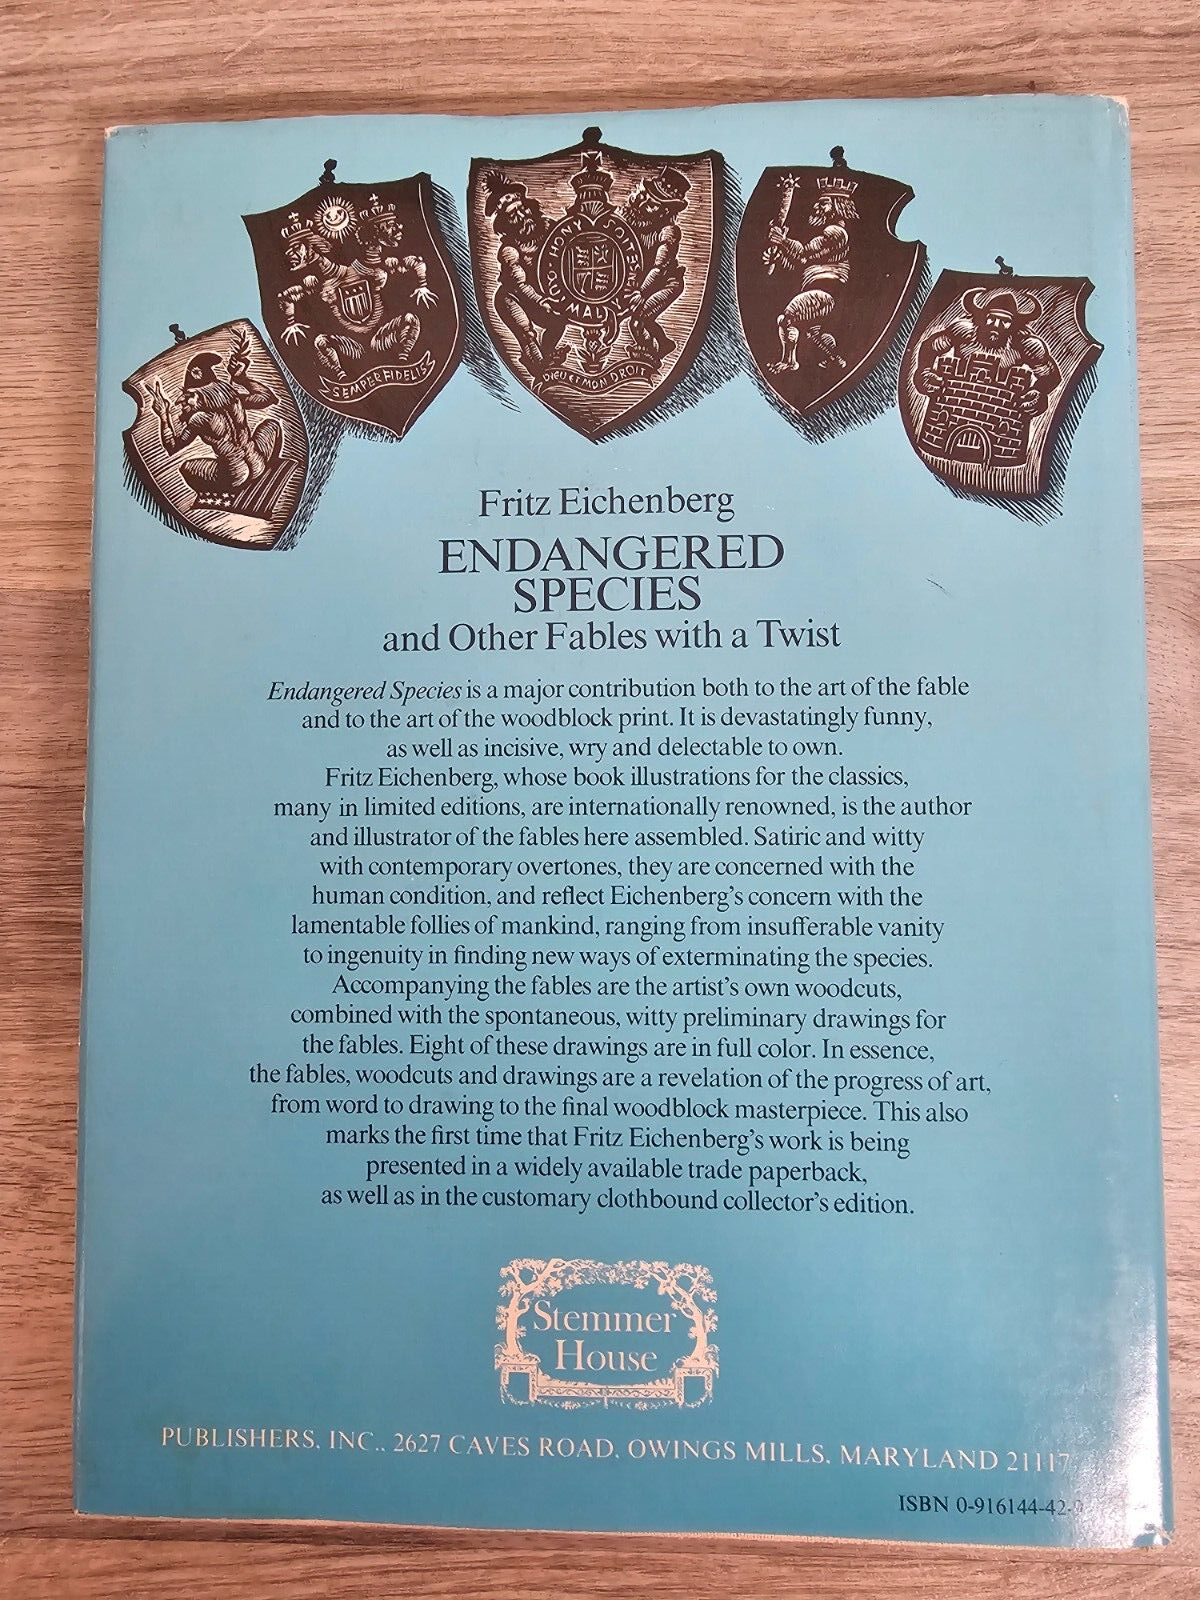 SEMPER FIDELIS
HONY SOIT
QUI MAL
DIEU ET MON DROIT
Fritz Eichenberg
ENDANGERED
SPECIES
and Other Fables with a Twist
Endangered Species is a major contribution both to the art of the fable
and to the art of the woodblock print. It is devastatingly funny,
as well as incisive, wry and delectable to own.
Fritz Eichenberg, whose book illustrations for the classics,
many in limited editions, are internationally renowned, is the author
and illustrator of the fables here assembled. Satiric and witty
with contemporary overtones, they are concerned with the
human condition, and reflect Eichenberg's concern with the
lamentable follies of mankind, ranging from insufferable vanity
to ingenuity in finding new ways of exterminating the species.
Accompanying the fables are the artist's own woodcuts,
combined with the spontaneous, witty preliminary drawings for
the fables. Eight of these drawings are in full color. In essence,
the fables, woodcuts and drawings are a revelation of the progress of art,
from word to drawing to the final woodblock masterpiece. This also
marks the first time that Fritz Eichenberg's work is being
presented in a widely available trade paperback,
as well as in the customary clothbound collector's edition.
Stemmer
House
PUBLISHERS, INC., 2627 CAVES ROAD, OWINGS MILLS, MARYLAND 21117
ISBN 0-916144-42-